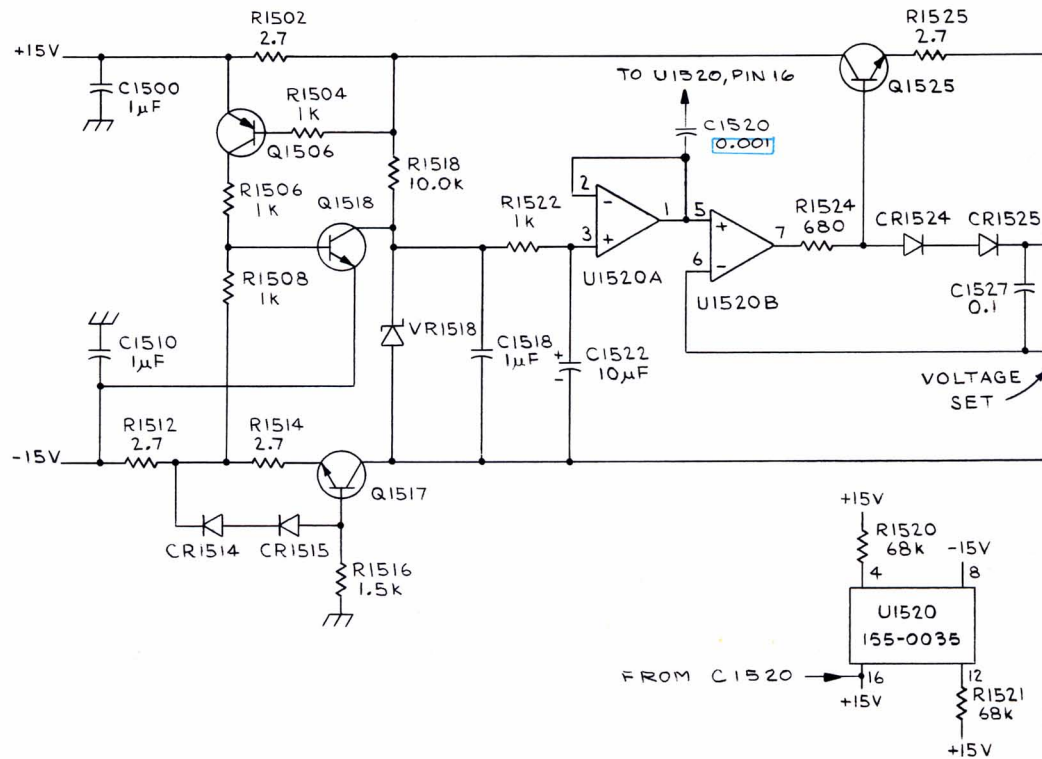 R1502
2.7
+15V
C1500
1µF
R1504
1k
Q1506
R1506
1k
Q1518
R1508
1k
R1518
10.0k
TO U1520, PIN 16
C1520
0.001
R1525
2.7
Q1525
R1522
1k
2
-
3
+
1
U1520A
5
+
6
-
7
U1520B
R1524
680
CR1524
CR1525
C1527
0.1
C1510
1µF
VR1518
C1518
1µF
+
-
C1522
10µF
VOLTAGE
SET
-15V
R1512
2.7
R1514
2.7
Q1517
CR1514
CR1515
R1516
1.5k
+15V
R1520
68k
-15V
4
8
U1520
155-0035
FROM C1520
16
12
+15V
R1521
68k
+15V